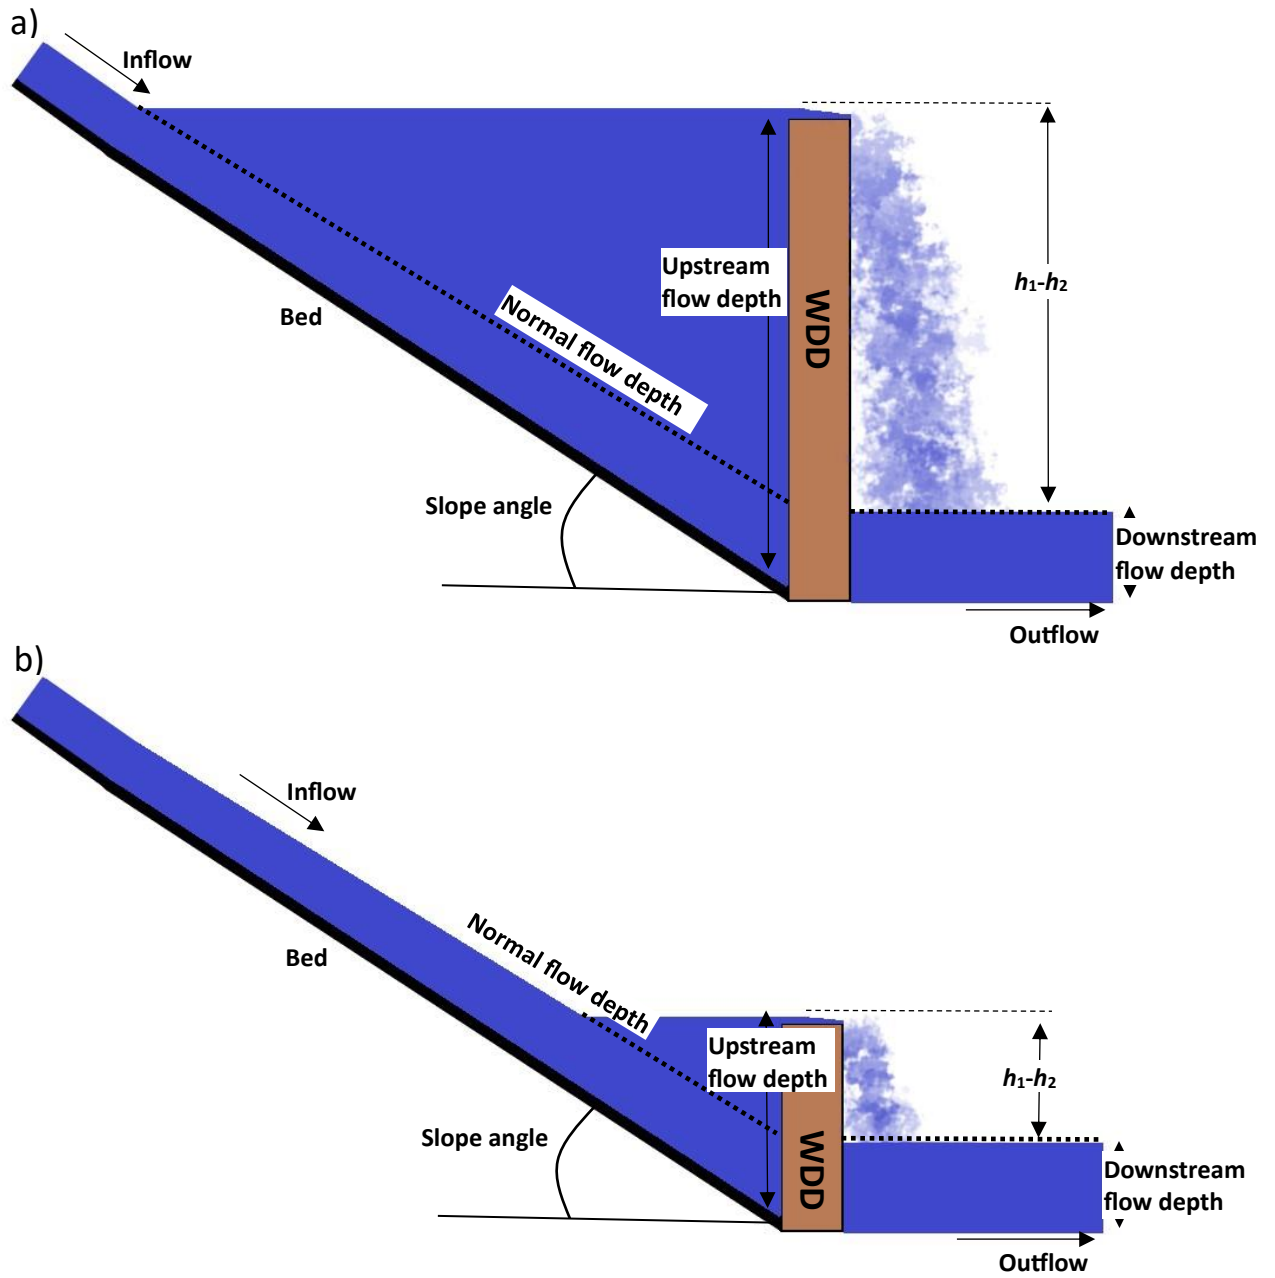 a)
Inflow
Upstream
flow depth
WDD
h₁-h₂
Normal flow depth
Bed
Slope angle
Downstream
flow depth
Outflow
b)
Inflow
Normal flow depth
Bed
Upstream
flow depth
h₁-h₂
WDD
Slope angle
Downstream
flow depth
Outflow